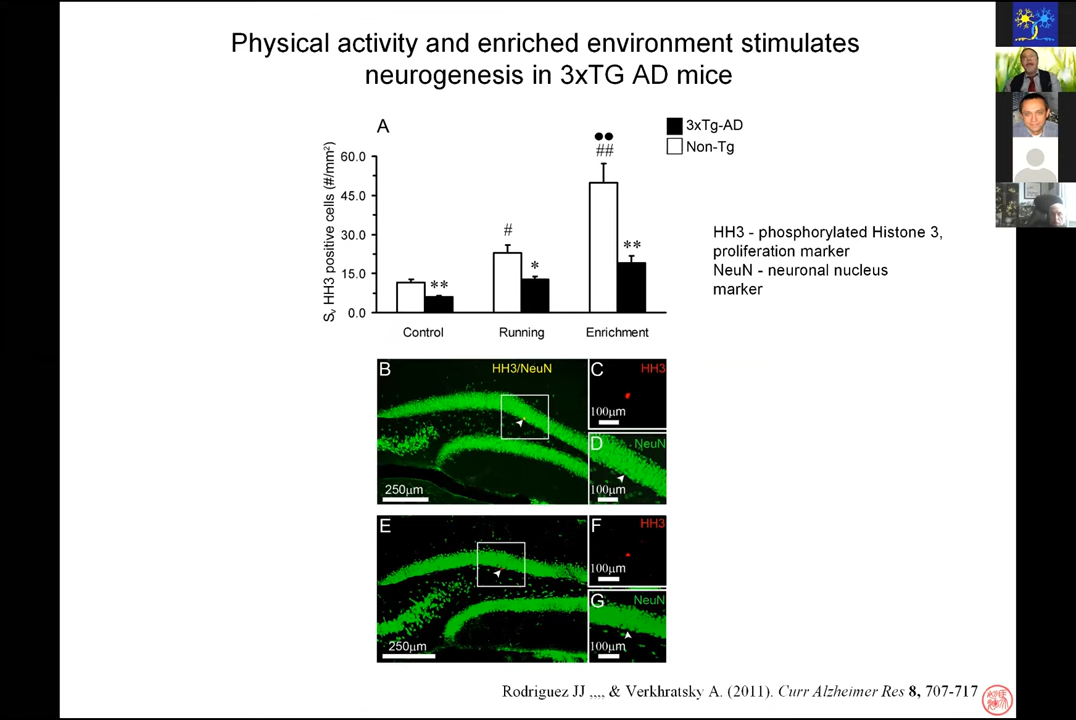 Physical activity and enriched environment stimulates
neurogenesis in 3xTG AD mice
A
3xTg-AD
Non-Tg
Sv HH3 positive cells (#/mm²)
60.0
45.0
30.0
15.0
0.0
**
#
*
●●
##
**
Control
Running
Enrichment
HH3 - phosphorylated Histone 3,
proliferation marker
NeuN - neuronal nucleus
marker
B
HH3/NeuN
250μm
C
HH3
100μm
D
NeuN
100μm
E
250μm
F
HH3
100μm
G
NeuN
100μm
Rodriguez JJ ,,,, & Verkhratsky A. (2011). Curr Alzheimer Res 8, 707-717